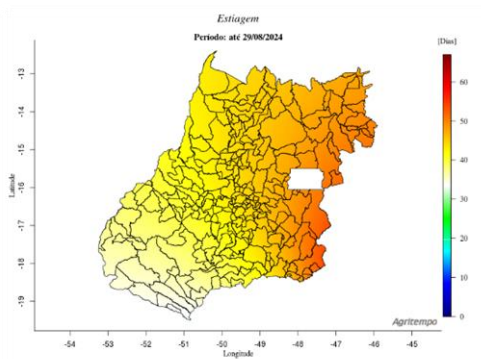 Estiagem
Período: até 29/08/2024
[Dias]
-13
-14
-15
-16
-17
-18
-19
Latitude
60
50
40
30
20
10
0
Agritempo
-54 -53 -52 -51 -50 -49 -48 -47 -46 -45
Longitude